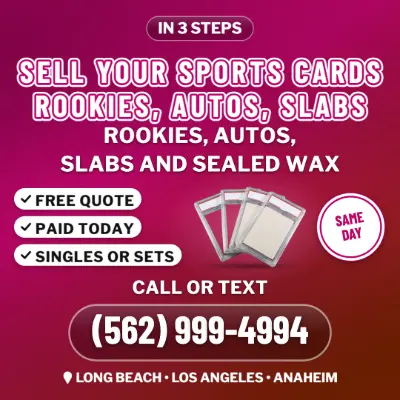 IN 3 STEPS
SELL YOUR SPORTS CARDS
ROOKIES, AUTOS, SLABS
ROOKIES, AUTOS,
SLABS AND SEALED WAX
✓ FREE QUOTE
✓ PAID TODAY
✓ SINGLES OR SETS
SAME
DAY
CALL OR TEXT
(562) 999-4994
LONG BEACH • LOS ANGELES • ANAHEIM